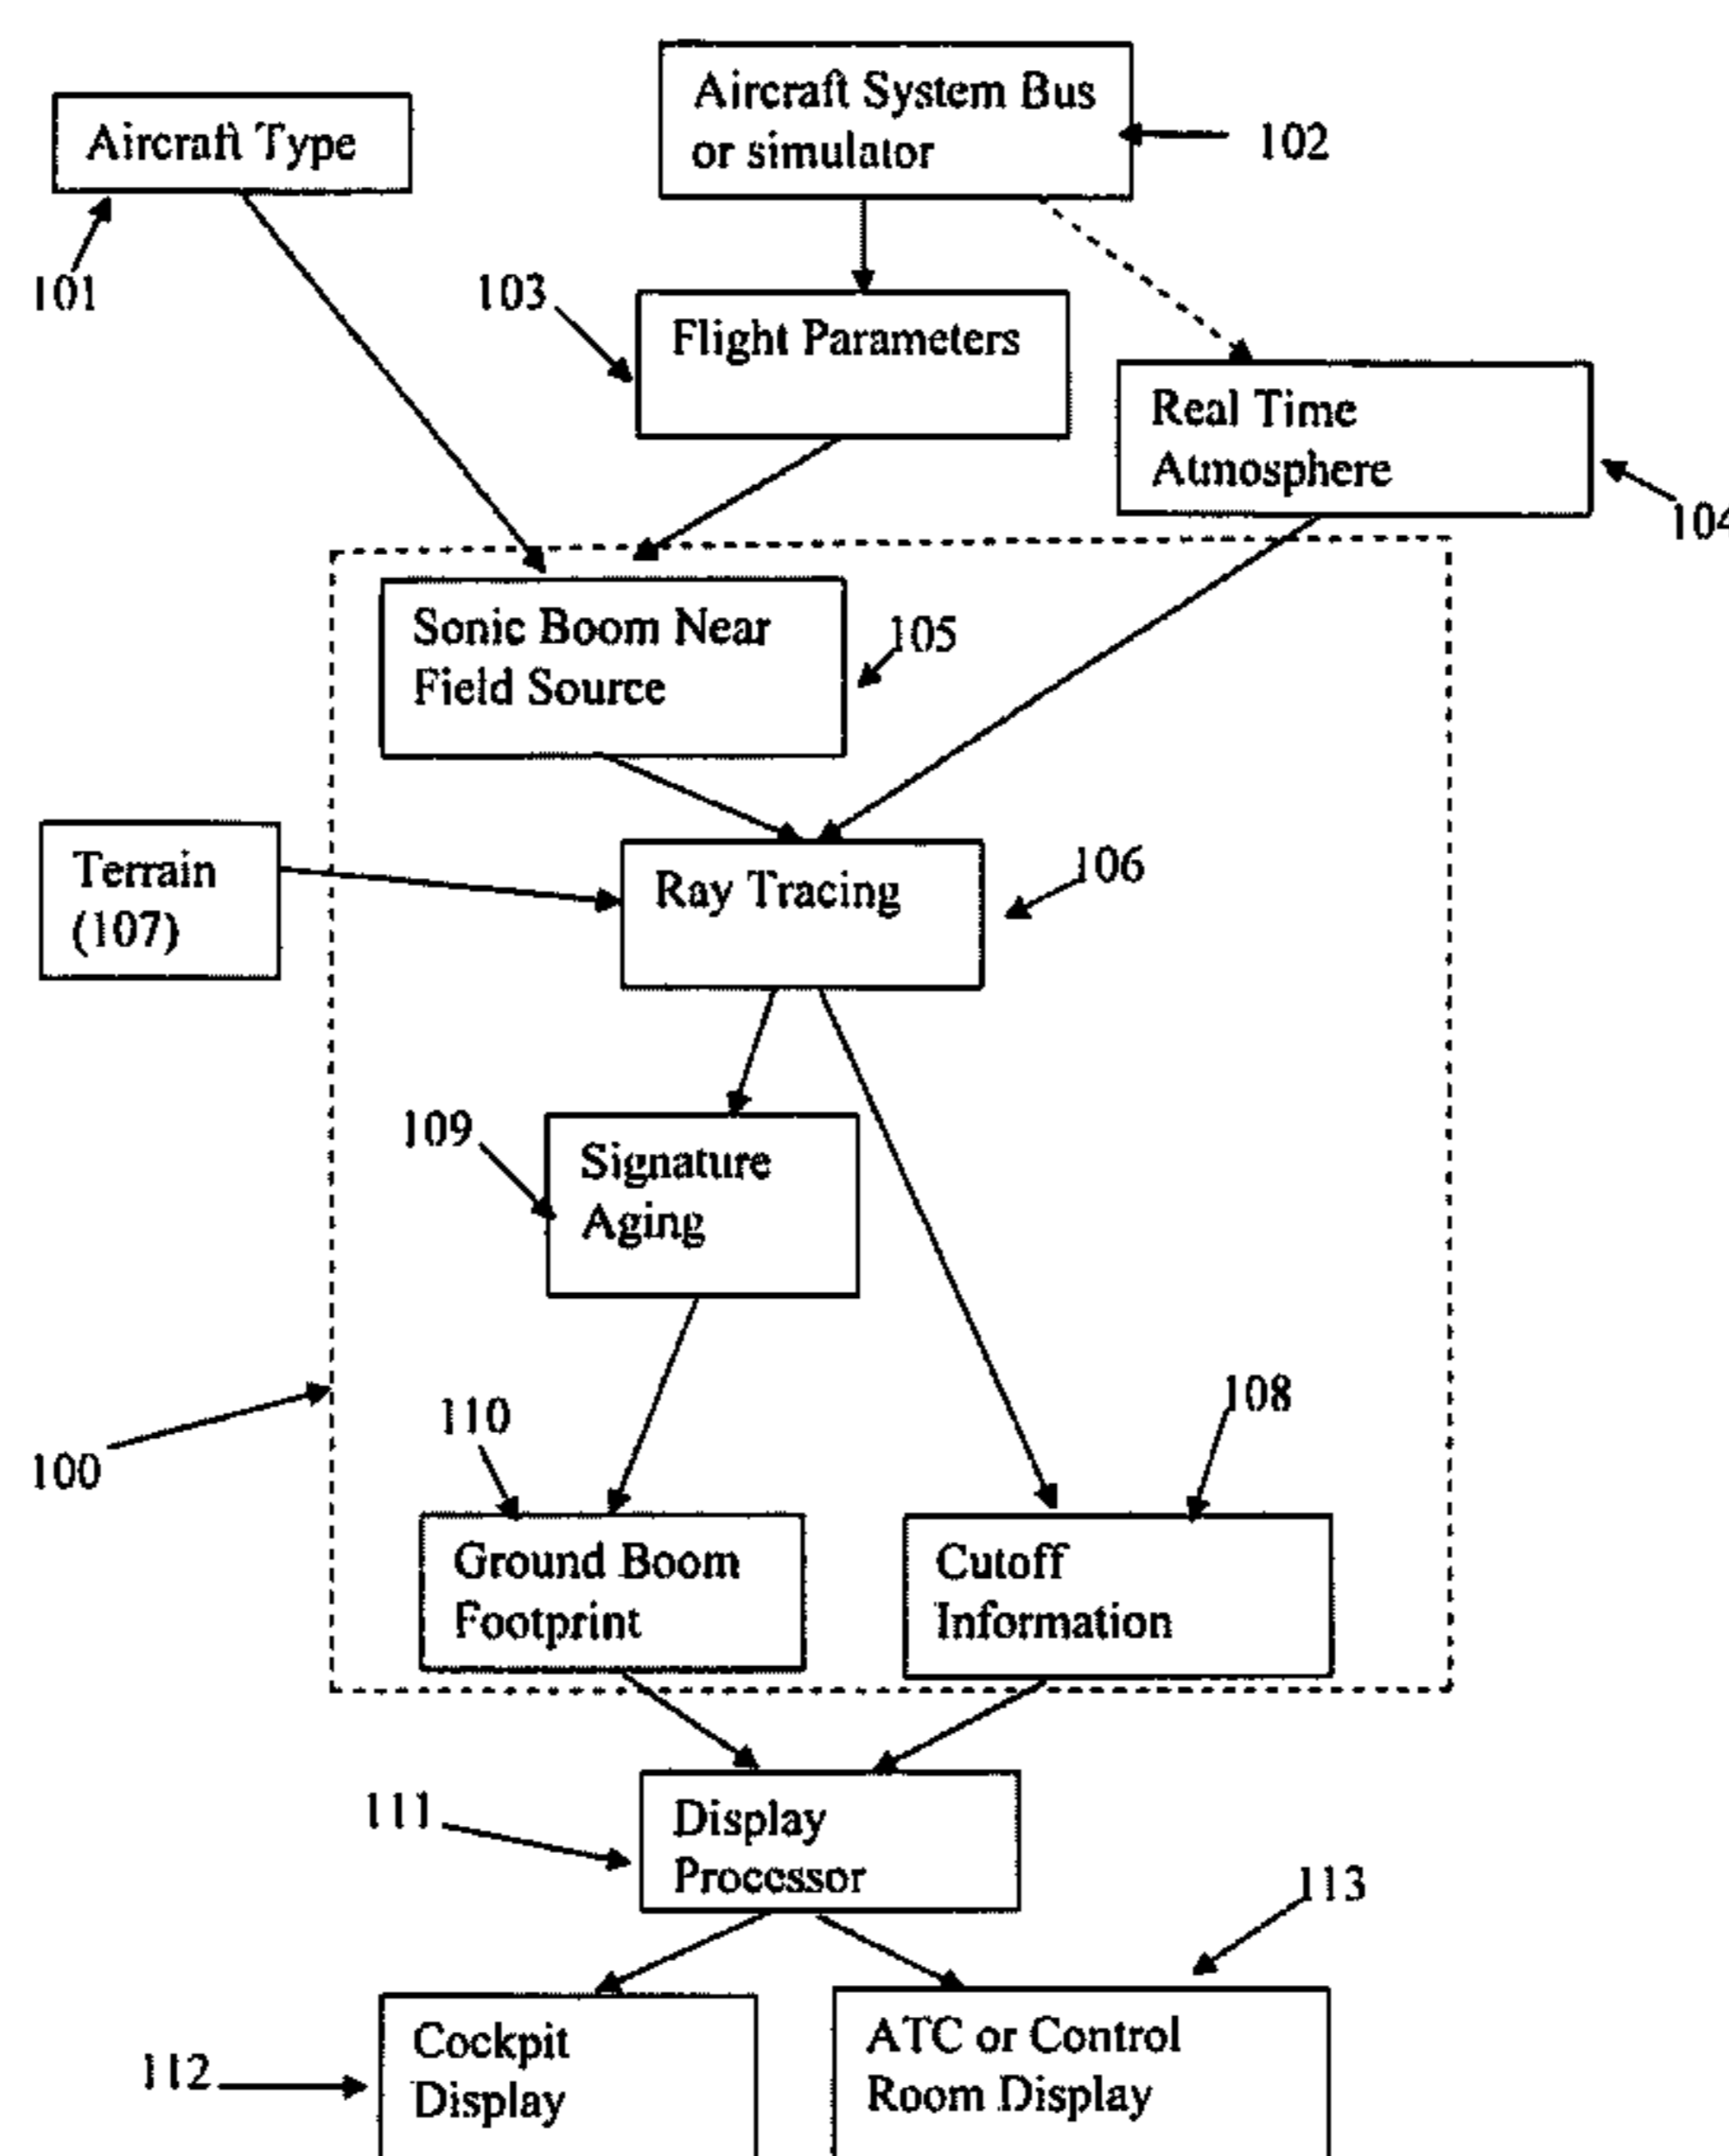 Aircraft System Bus
or simulator
102
Aircraft Type
101
103
Flight Parameters
Real Time
Atmosphere
104
Sonic Boom Near
Field Source
105
Terrain
(107)
Ray Tracing
106
109
Signature
Aging
100
110
108
Ground Boom
Footprint
Cutoff
Information
111
Display
Processor
113
112
Cockpit
Display
ATC or Control
Room Display